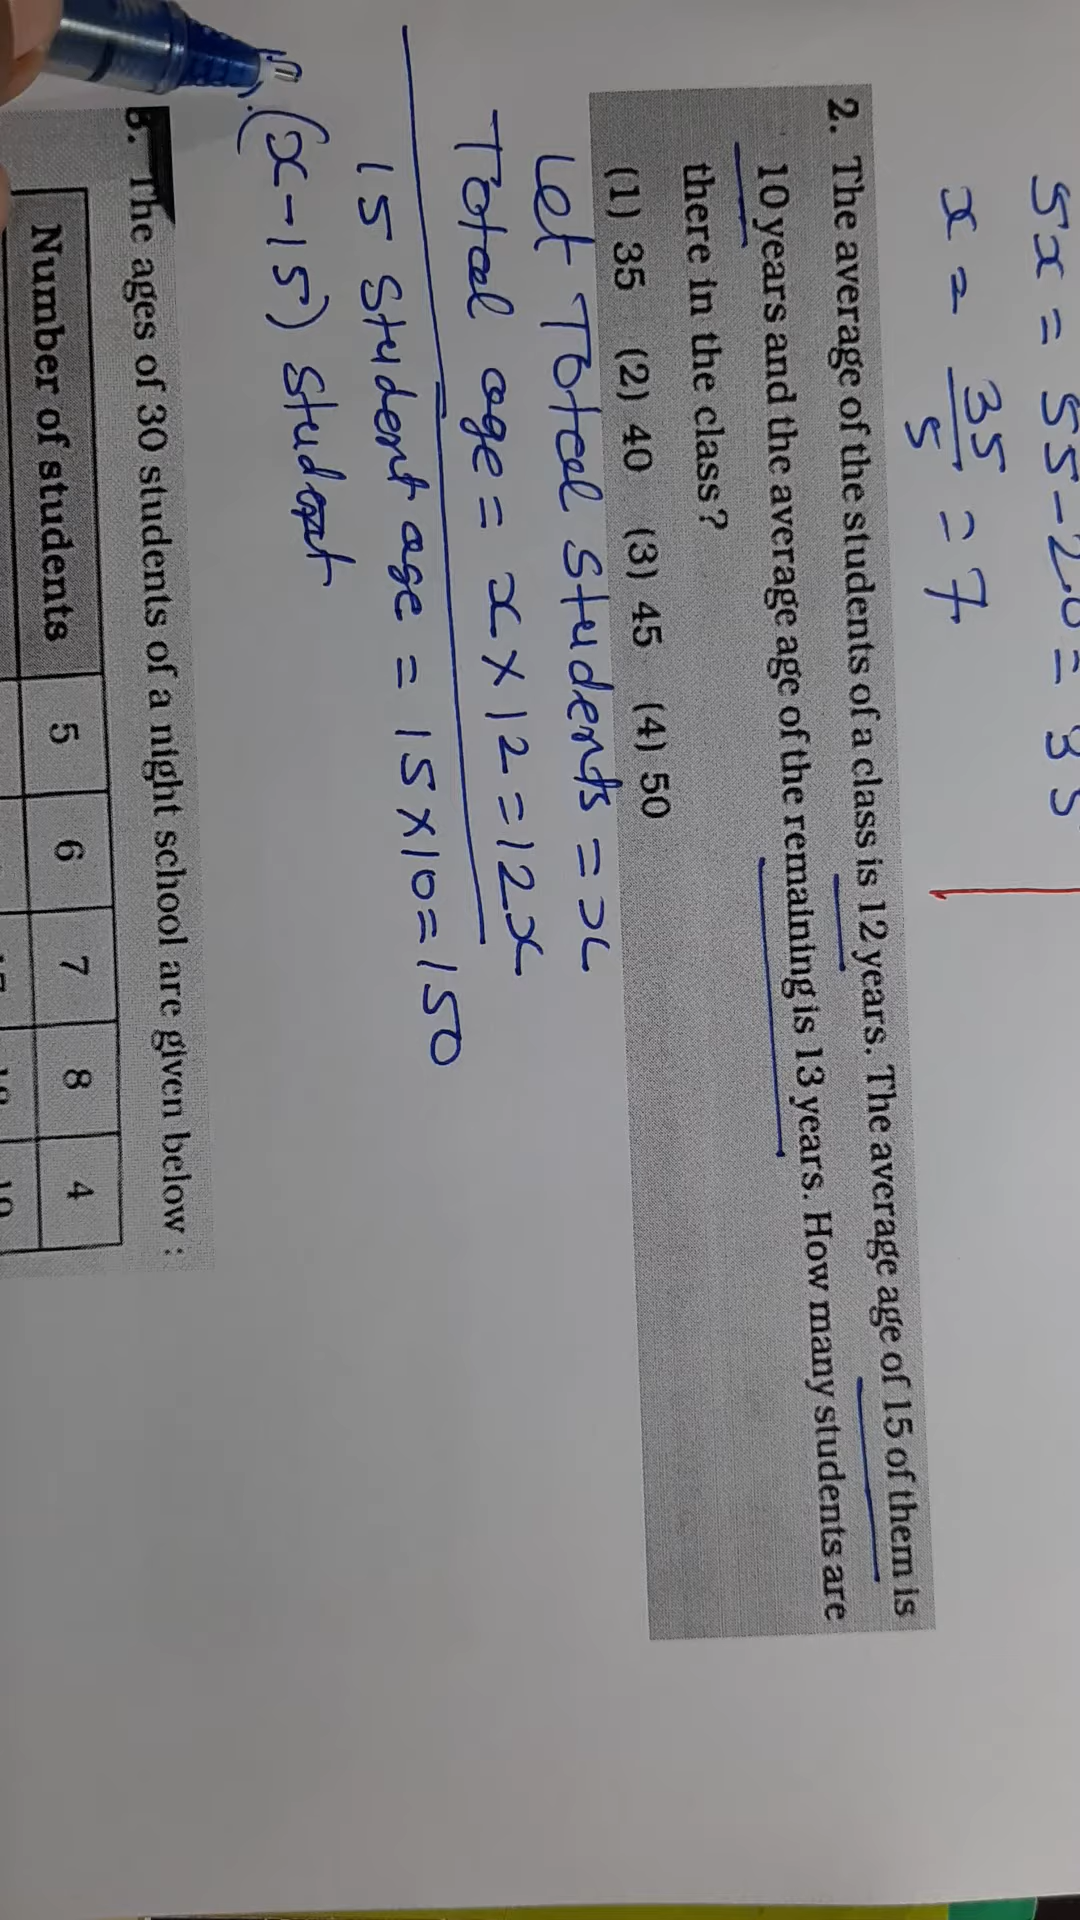 5x = 55-20 = 35
x = 35/5 = 7
2. The average of the students of a class is 12 years. The average age of 15 of them is
10 years and the average age of the remaining is 13 years. How many students are
there in the class?
(1) 35 (2) 40 (3) 45 (4) 50
Let Total students = x
Total age = x × 12 = 12x
15 student age = 15 × 10 = 150
(x-15) student
The ages of 30 students of a night school are given below :
Number of students 5 6 7 8 4